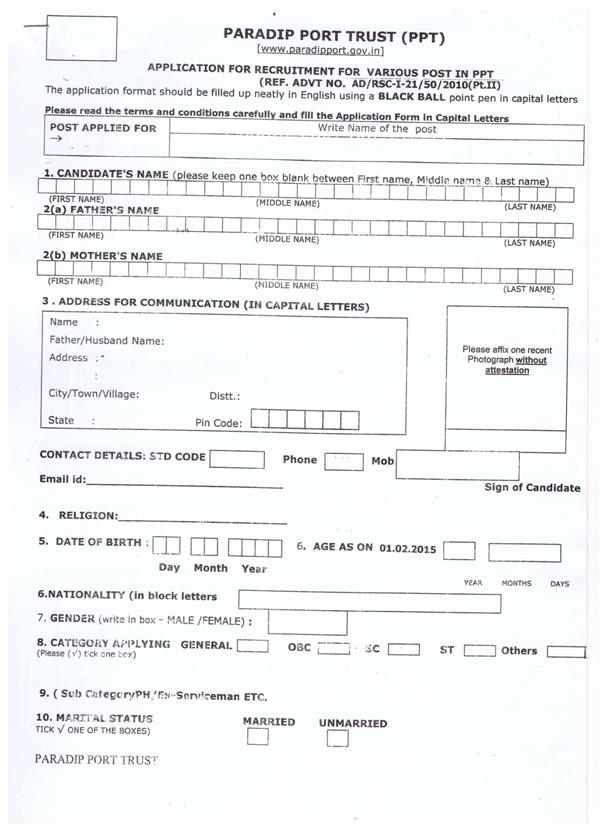 PARADIP PORT TRUST (PPT)
[www.paradipport.gov.in]
APPLICATION FOR RECRUITMENT FOR VARIOUS POST IN PPT
(REF. ADVT NO. AD/RSC-I-21/50/2010(Pt.II)
The application format should be filled up neatly in English using a BLACK BALL point pen in capital letters
Please read the terms and conditions carefully and fill the Application Form in Capital Letters
POST APPLIED FOR
→
Write Name of the post
1. CANDIDATE'S NAME (please keep one box blank between First name, Middle name & Last name)
(FIRST NAME) (MIDDLE NAME) (LAST NAME)
2(a) FATHER'S NAME
(FIRST NAME) (MIDDLE NAME) (LAST NAME)
2(b) MOTHER'S NAME
(FIRST NAME) (MIDDLE NAME) (LAST NAME)
3 . ADDRESS FOR COMMUNICATION (IN CAPITAL LETTERS)
Name :
Father/Husband Name:
Address :
:
City/Town/Village: Distt.:
State : Pin Code:
Please affix one recent
Photograph without
attestation
CONTACT DETAILS: STD CODE Phone Mob
Email id:
Sign of Candidate
4. RELIGION:
5. DATE OF BIRTH : 6. AGE AS ON 01.02.2015
Day Month Year
YEAR MONTHS DAYS
6.NATIONALITY (in block letters
7. GENDER (write in box – MALE /FEMALE) :
8. CATEGORY APPLYING GENERAL OBC SC ST Others
(Please (√) tick one box)
9. ( Sub CategoryPH/Ex-Serviceman ETC.
10. MARITAL STATUS MARRIED UNMARRIED
TICK √ ONE OF THE BOXES)
PARADIP PORT TRUST